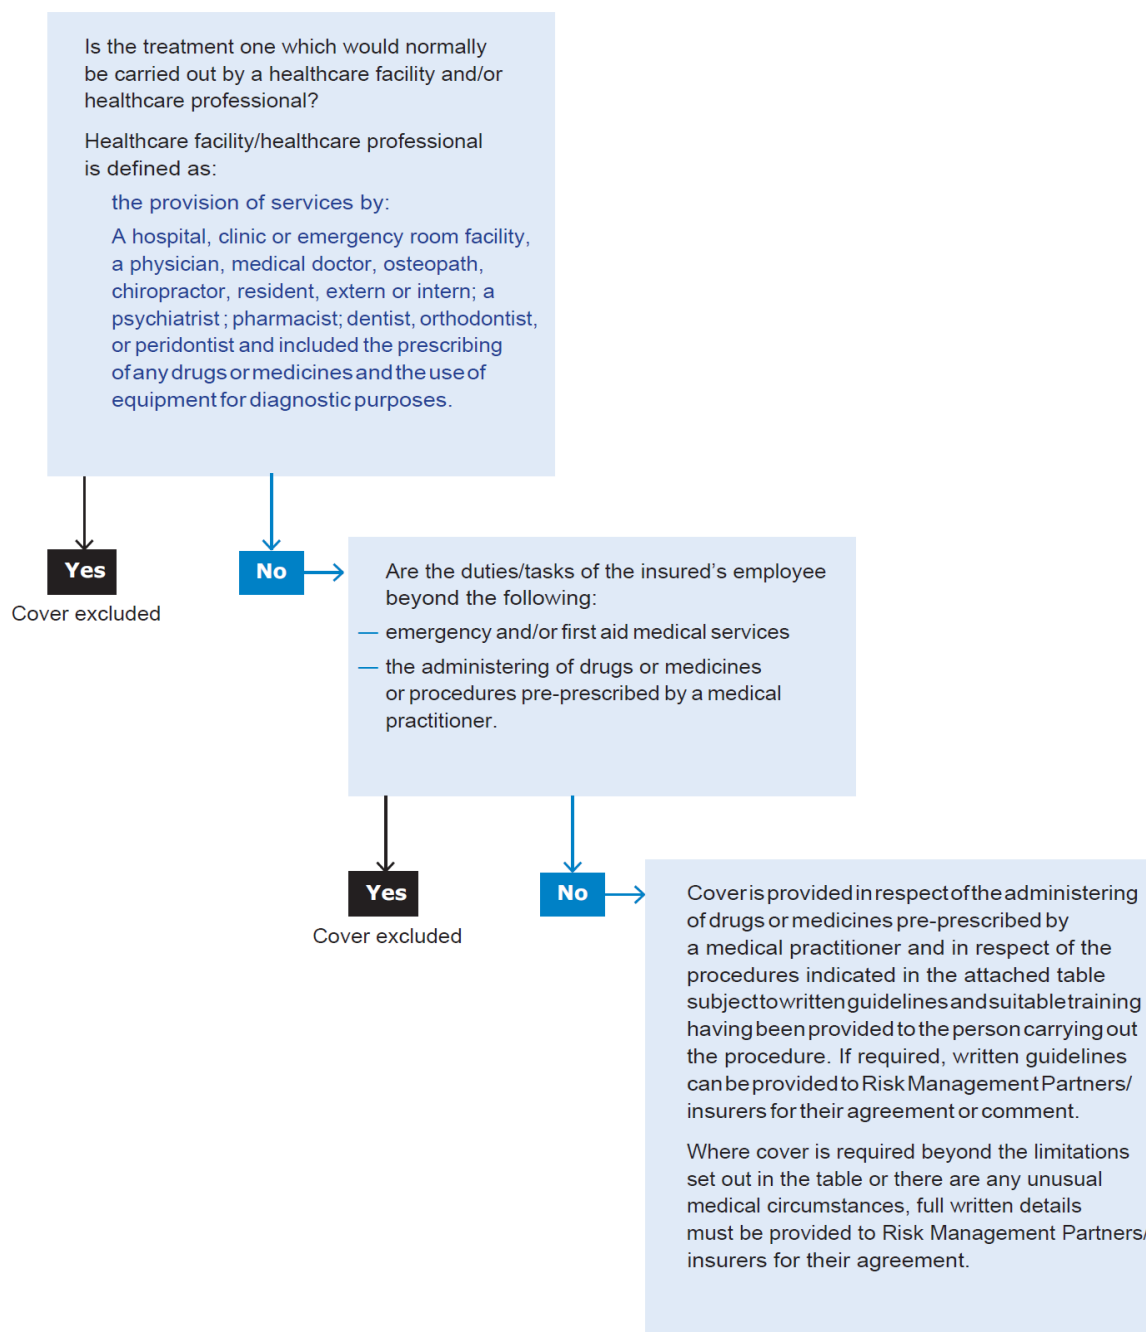 Is the treatment one which would normally
be carried out by a healthcare facility and/or
healthcare professional?
Healthcare facility/healthcare professional
is defined as:
the provision of services by:
A hospital, clinic or emergency room facility,
a physician, medical doctor, osteopath,
chiropractor, resident, extern or intern; a
psychiatrist; pharmacist; dentist, orthodontist,
or peridontist and included the prescribing
of any drugs or medicines and the use of
equipment for diagnostic purposes.
Yes
Cover excluded
No
Are the duties/tasks of the insured's employee
beyond the following:
— emergency and/or first aid medical services
— the administering of drugs or medicines
or procedures pre-prescribed by a medical
practitioner.
Yes
Cover excluded
No
Cover is provided in respect of the administering
of drugs or medicines pre-prescribed by
a medical practitioner and in respect of the
procedures indicated in the attached table
subject to written guidelines and suitable training
having been provided to the person carrying out
the procedure. If required, written guidelines
can be provided to Risk Management Partners/
insurers for their agreement or comment.
Where cover is required beyond the limitations
set out in the table or there are any unusual
medical circumstances, full written details
must be provided to Risk Management Partners/
insurers for their agreement.